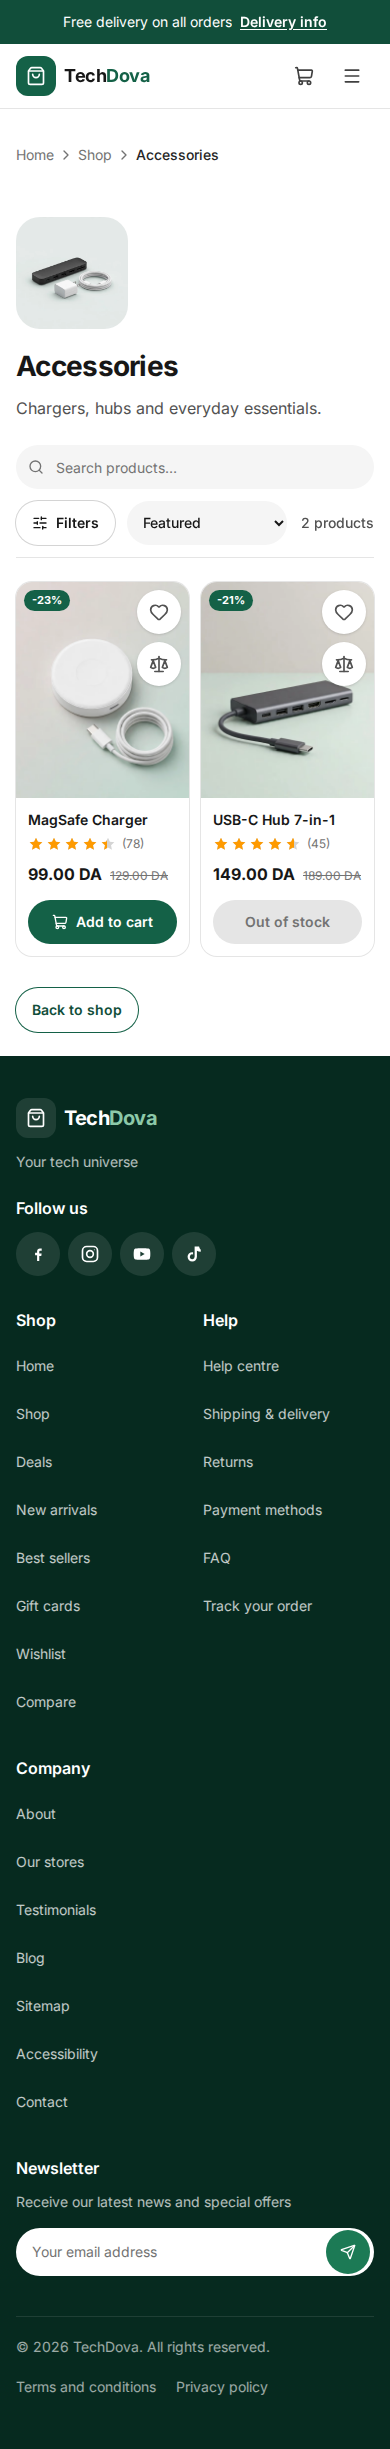 Free delivery on all orders Delivery info
TechDova
Home > Shop > Accessories
Accessories
Chargers, hubs and everyday essentials.
Search products...
Filters Featured 2 products
-23% -21%
MagSafe Charger USB-C Hub 7-in-1
(78) (45)
99.00 DA 129.00 DA 149.00 DA 189.00 DA
Add to cart Out of stock
Back to shop
TechDova
Your tech universe
Follow us
Shop Help
Home Help centre
Shop Shipping & delivery
Deals Returns
New arrivals Payment methods
Best sellers FAQ
Gift cards Track your order
Wishlist
Compare
Company
About
Our stores
Testimonials
Blog
Sitemap
Accessibility
Contact
Newsletter
Receive our latest news and special offers
Your email address
© 2026 TechDova. All rights reserved.
Terms and conditions Privacy policy